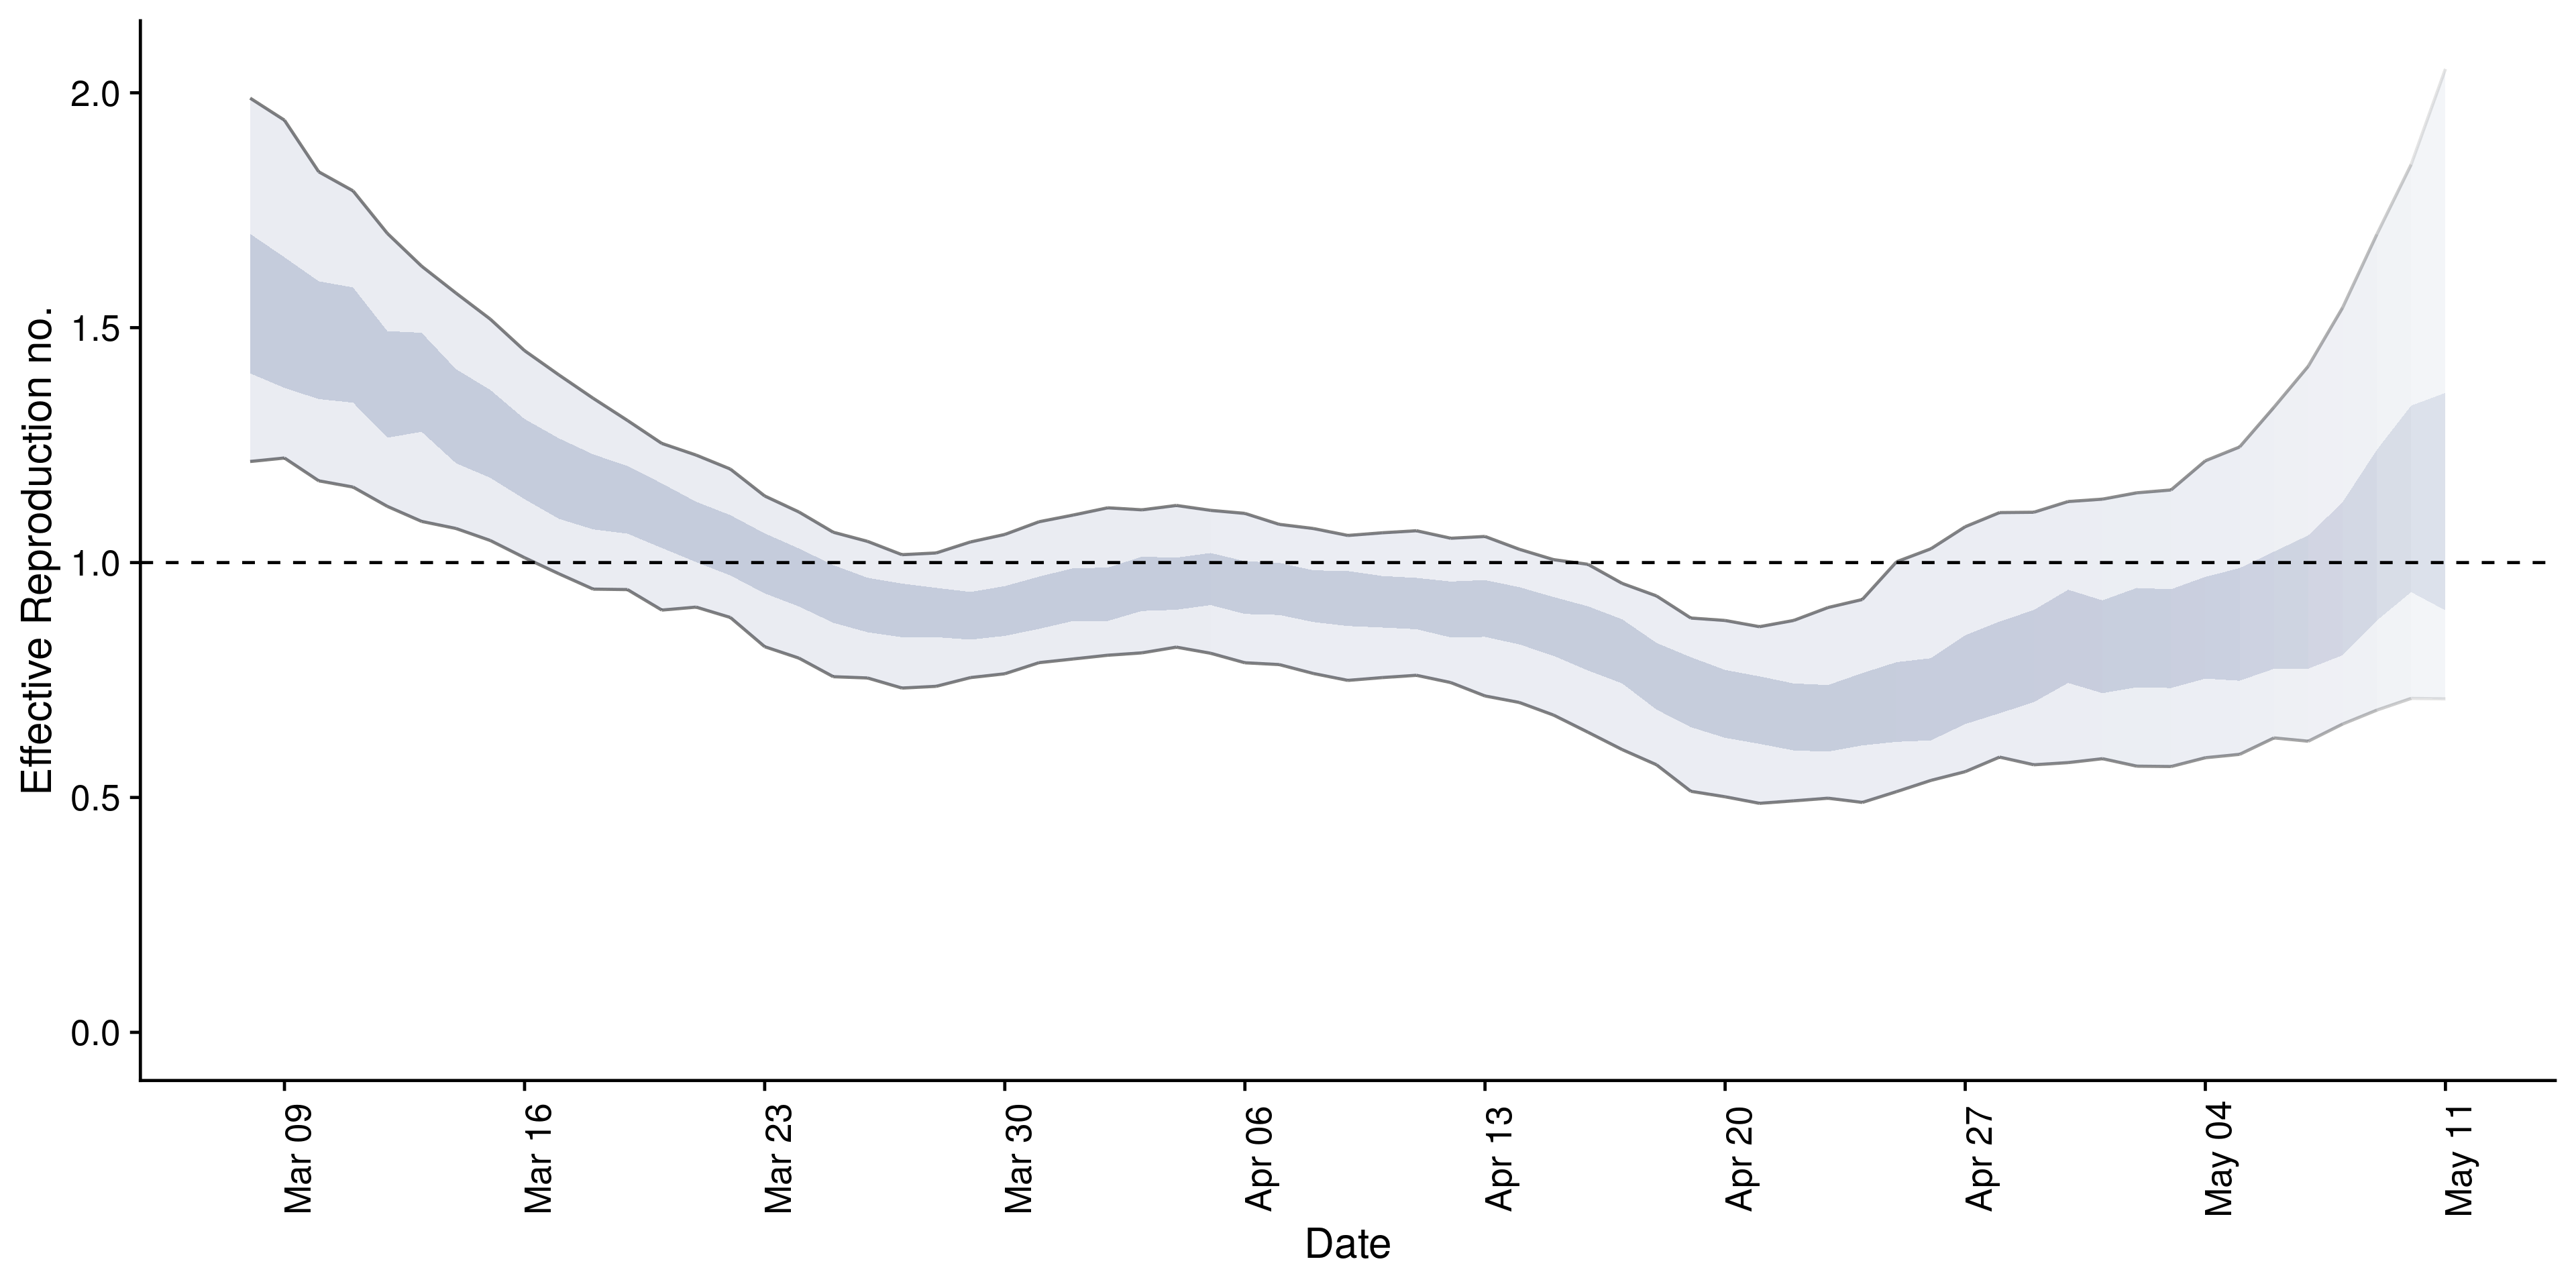 Effective Reproduction no.
2.0
1.5
1.0
0.5
0.0
Mar 09
Mar 16
Mar 23
Mar 30
Apr 06
Apr 13
Apr 20
Apr 27
May 04
May 11
Date